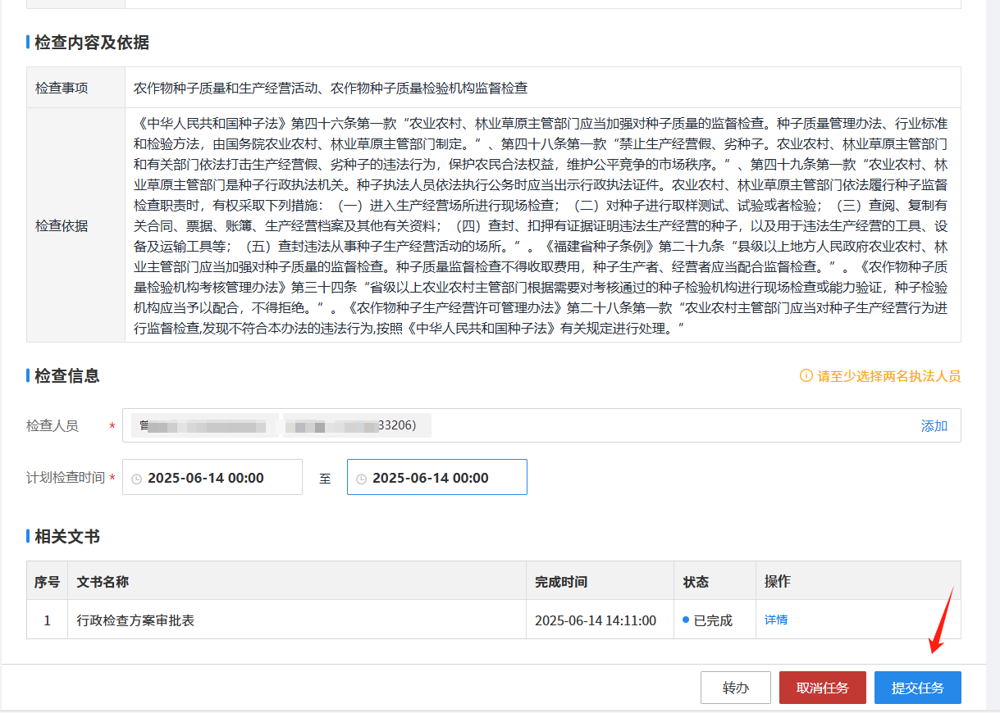 检查内容及依据
检查事项
农作物种子质量和生产经营活动、农作物种子质量检验机构监督检查
检查依据
《中华人民共和国种子法》第四十六条第一款“农业农村、林业草原主管部门应当加强对种子质量的监督检查。种子质量管理办法、行业标准
和检验方法，由国务院农业农村、林业草原主管部门制定。”、第四十八条第一款“禁止生产经营假、劣种子。农业农村、林业草原主管部门
和有关部门依法打击生产经营假、劣种子的违法行为，保护农民合法权益，维护公平竞争的市场秩序。”、第四十九条第一款“农业农村、林
业草原主管部门是种子行政执法机关。种子执法人员依法执行公务时应当出示行政执法证件。农业农村、林业草原主管部门依法履行种子监督
检查职责时，有权采取下列措施：（一）进入生产经营场所进行现场检查；（二）对种子进行取样测试、试验或者检验；（三）查阅、复制有
关合同、票据、账簿、生产经营档案及其他有关资料；（四）查封、扣押有证据证明违法生产经营的种子，以及用于违法生产经营的工具、设
备及运输工具等；（五）查封违法从事种子生产经营活动的场所。”。《福建省种子条例》第二十九条“县级以上地方人民政府农业农村、林
业主管部门应当加强对种子质量的监督检查。种子质量监督检查不得收取费用，种子生产者、经营者应当配合监督检查。”。《农作物种子质
量检验机构考核管理办法》第三十四条“省级以上农业农村主管部门根据需要对考核通过的种子检验机构进行现场检查或能力验证，种子检验
机构应当予以配合，不得拒绝。”。《农作物种子生产经营许可管理办法》第二十八条第一款“农业农村主管部门应当对种子生产经营行为进
行监督检查,发现不符合本办法的违法行为,按照《中华人民共和国种子法》有关规定进行处理。”
检查信息
请至少选择两名执法人员
检查人员 * 曾 33206) 添加
计划检查时间 * 2025-06-14 00:00 至 2025-06-14 00:00
相关文书
序号 文书名称 完成时间 状态 操作
1 行政检查方案审批表 2025-06-14 14:11:00 已完成 详情
转办 取消任务 提交任务